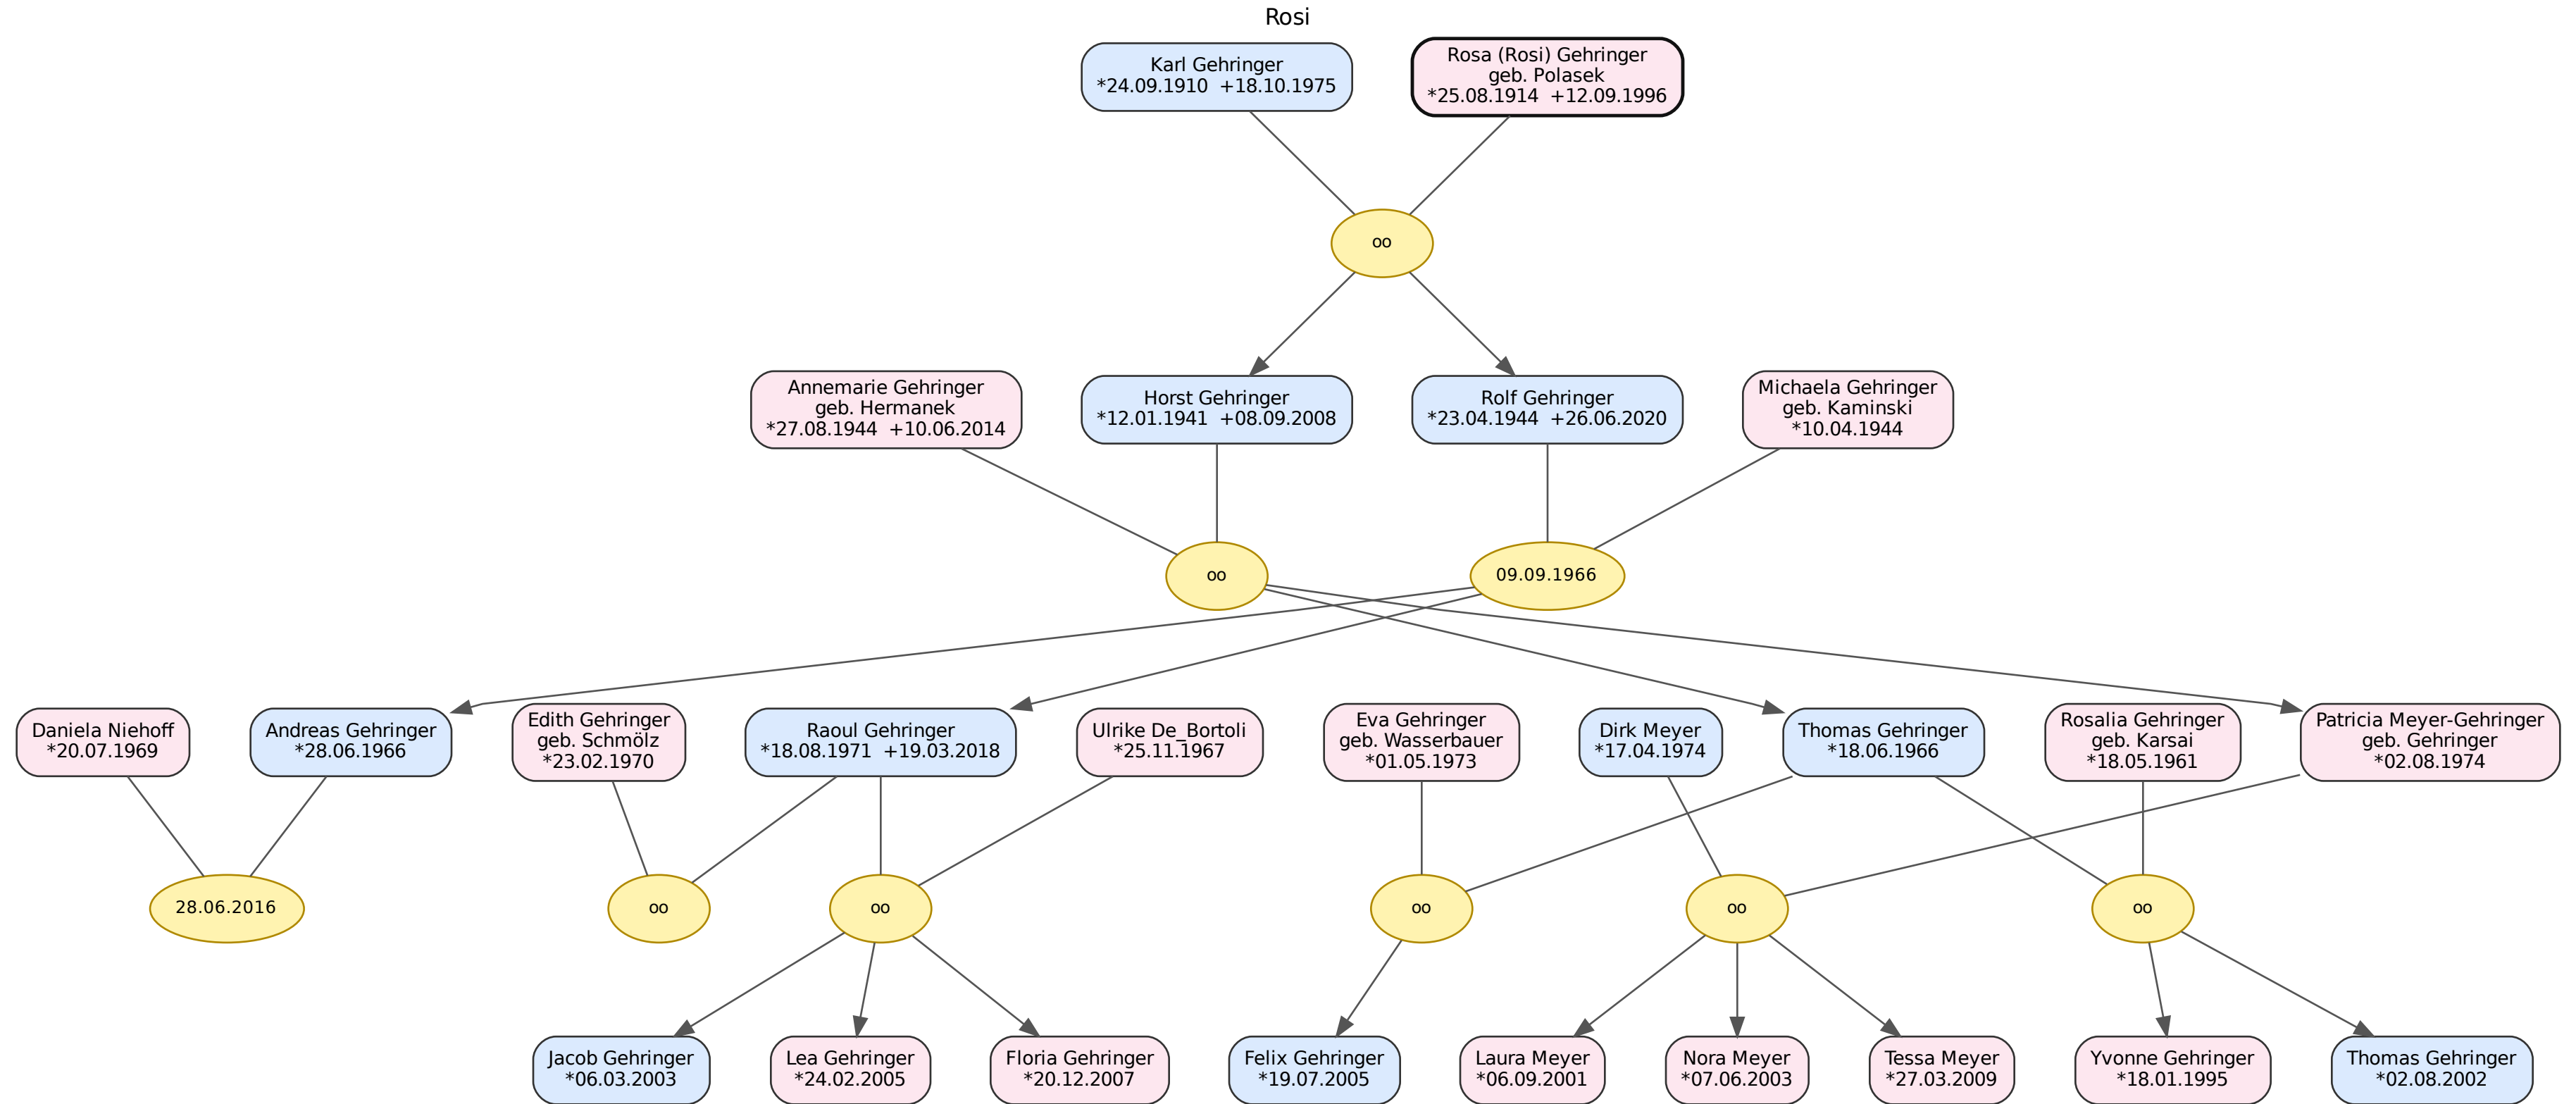 Rosi
Karl Gehringer
*24.09.1910  +18.10.1975
Rosa (Rosi) Gehringer
geb. Polasek
*25.08.1914  +12.09.1996
oo
Annemarie Gehringer
geb. Hermanek
*27.08.1944  +10.06.2014
Horst Gehringer
*12.01.1941  +08.09.2008
Rolf Gehringer
*23.04.1944  +26.06.2020
Michaela Gehringer
geb. Kaminski
*10.04.1944
oo
09.09.1966
Daniela Niehoff
*20.07.1969
Andreas Gehringer
*28.06.1966
Edith Gehringer
geb. Schmölz
*23.02.1970
Raoul Gehringer
*18.08.1971  +19.03.2018
Ulrike De_Bortoli
*25.11.1967
Eva Gehringer
geb. Wasserbauer
*01.05.1973
Dirk Meyer
*17.04.1974
Thomas Gehringer
*18.06.1966
Rosalia Gehringer
geb. Karsai
*18.05.1961
Patricia Meyer-Gehringer
geb. Gehringer
*02.08.1974
28.06.2016
oo
oo
oo
oo
oo
Jacob Gehringer
*06.03.2003
Lea Gehringer
*24.02.2005
Floria Gehringer
*20.12.2007
Felix Gehringer
*19.07.2005
Laura Meyer
*06.09.2001
Nora Meyer
*07.06.2003
Tessa Meyer
*27.03.2009
Yvonne Gehringer
*18.01.1995
Thomas Gehringer
*02.08.2002